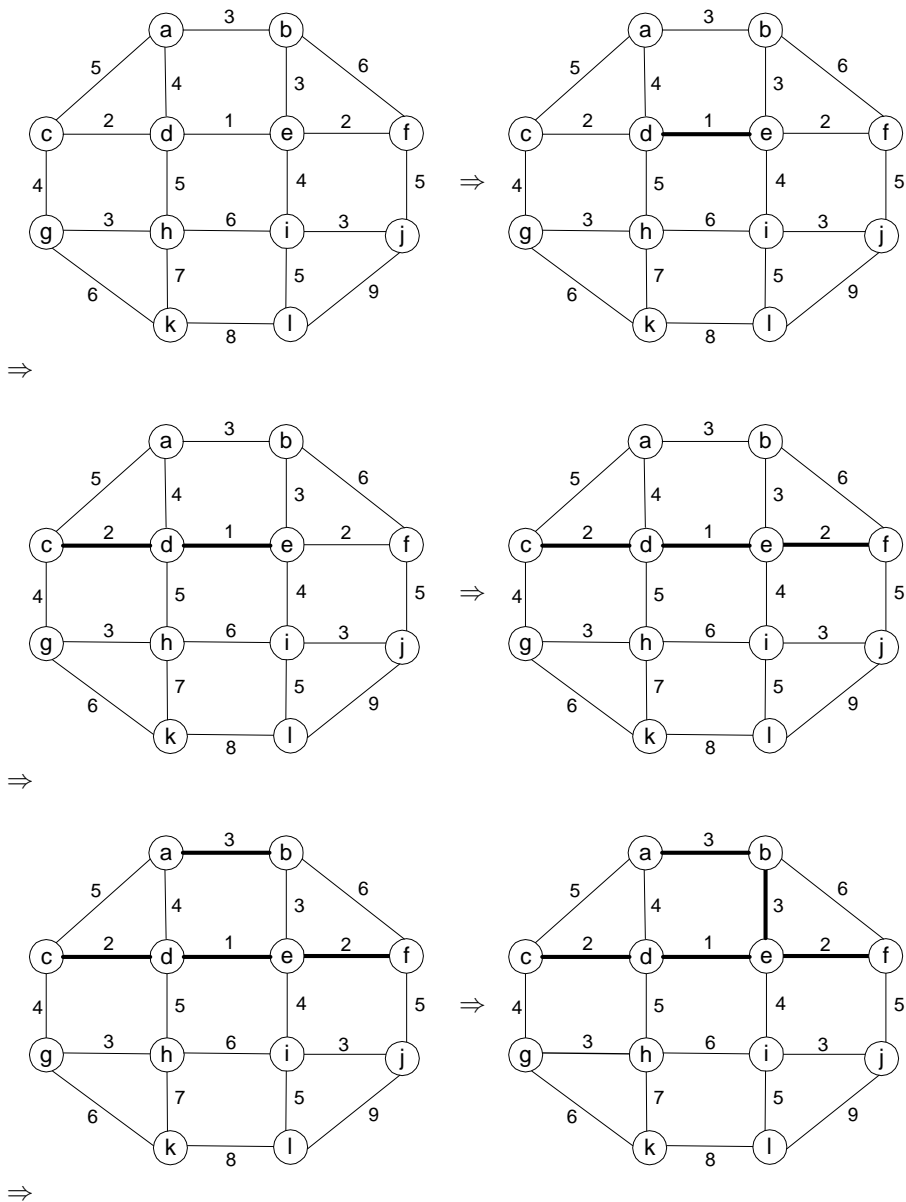 3 3
a b a b
5 4 3 6 5 4 3 6
2 1 2 2 1 2
c d e f c d e f
4 5 4 5 ⇒ 4 5 4 5
3 6 3 3 6 3
g h i j g h i j
6 7 5 9 6 7 5 9
k l k l
8 8
⇒
3 3
a b a b
5 4 3 6 5 4 3 6
2 1 2 2 1 2
c d e f c d e f
4 5 4 5 ⇒ 4 5 4 5
3 6 3 3 6 3
g h i j g h i j
6 7 5 9 6 7 5 9
k l k l
8 8
⇒
3 3
a b a b
5 4 3 6 5 4 3 6
2 1 2 2 1 2
c d e f c d e f
4 5 4 5 ⇒ 4 5 4 5
3 6 3 3 6 3
g h i j g h i j
6 7 5 9 6 7 5 9
k l k l
8 8
⇒